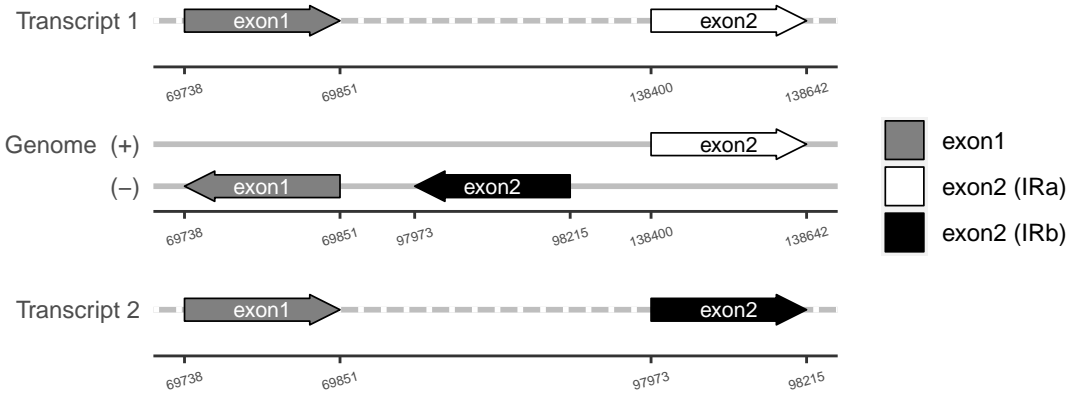 Transcript 1 exon1 exon2
69738 69851 138400 138642
Genome (+) exon2
(−) exon1 exon2
69738 69851 97973 98215 138400 138642
exon1
exon2 (IRa)
exon2 (IRb)
Transcript 2 exon1 exon2
69738 69851 97973 98215